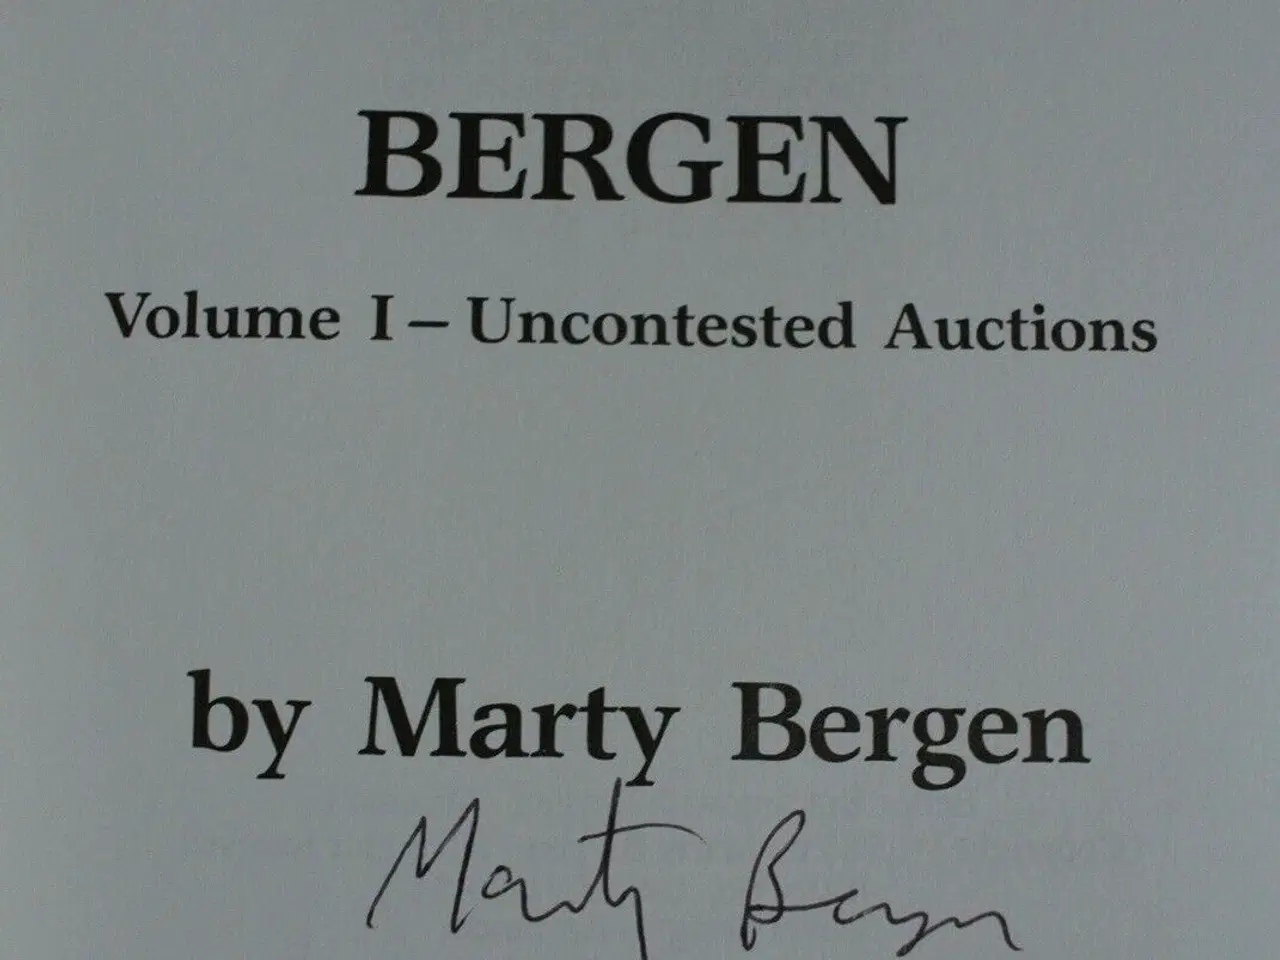 BERGEN
Volume I – Uncontested Auctions
by Marty Bergen
Marty Bergen